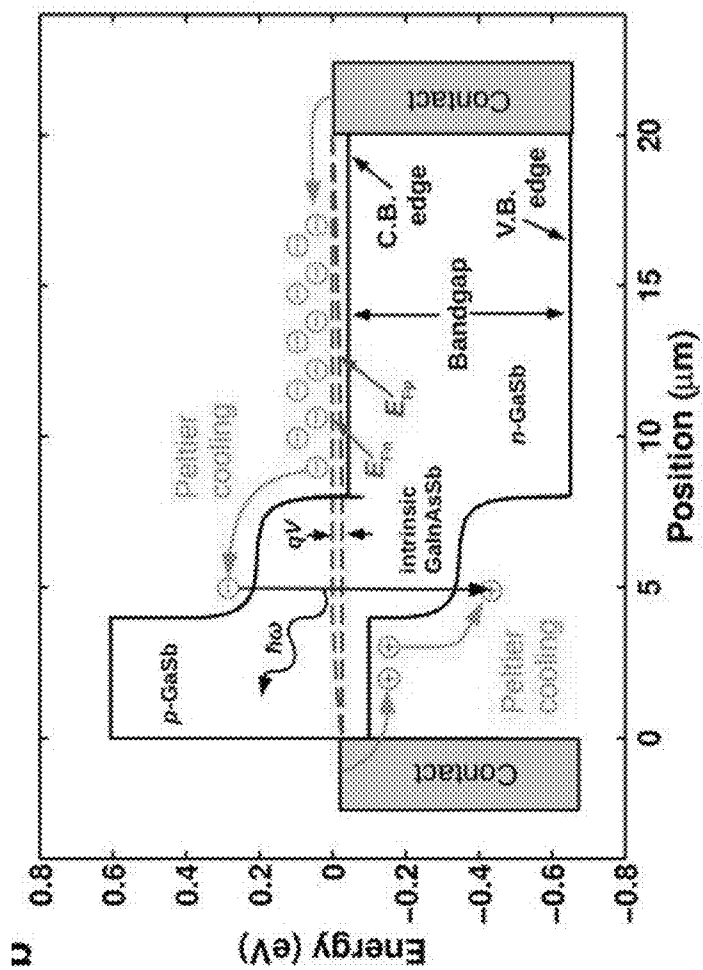 a
Energy (eV)
0.8
0.6
0.4
0.2
0
−0.2
−0.4
−0.6
−0.8
p-GaSb
ħω
Peltier
cooling
qV
E_Fn
E_Fp
C.B.
edge
intrinsic
GaInAsSb
Bandgap
n-GaSb
V.B.
edge
Peltier
cooling
Contact
Contact
0
5
10
15
20
Position (μm)